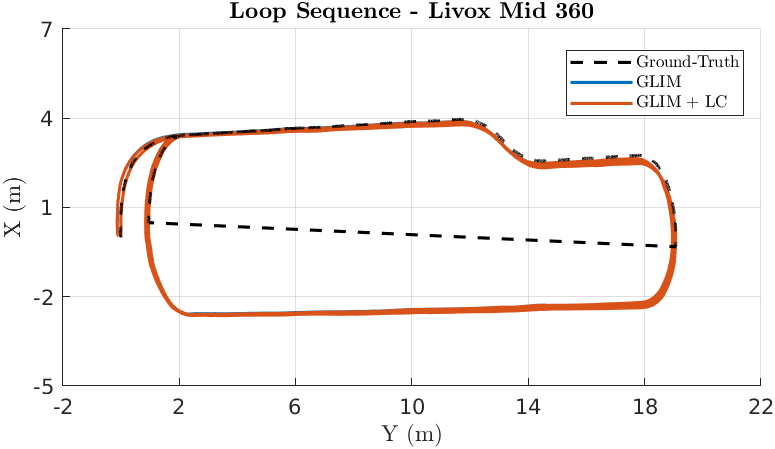 Loop Sequence - Livox Mid 360
Ground-Truth
GLIM
GLIM + LC
7
4
1
-2
-5
X (m)
-2
2
6
10
14
18
22
Y (m)